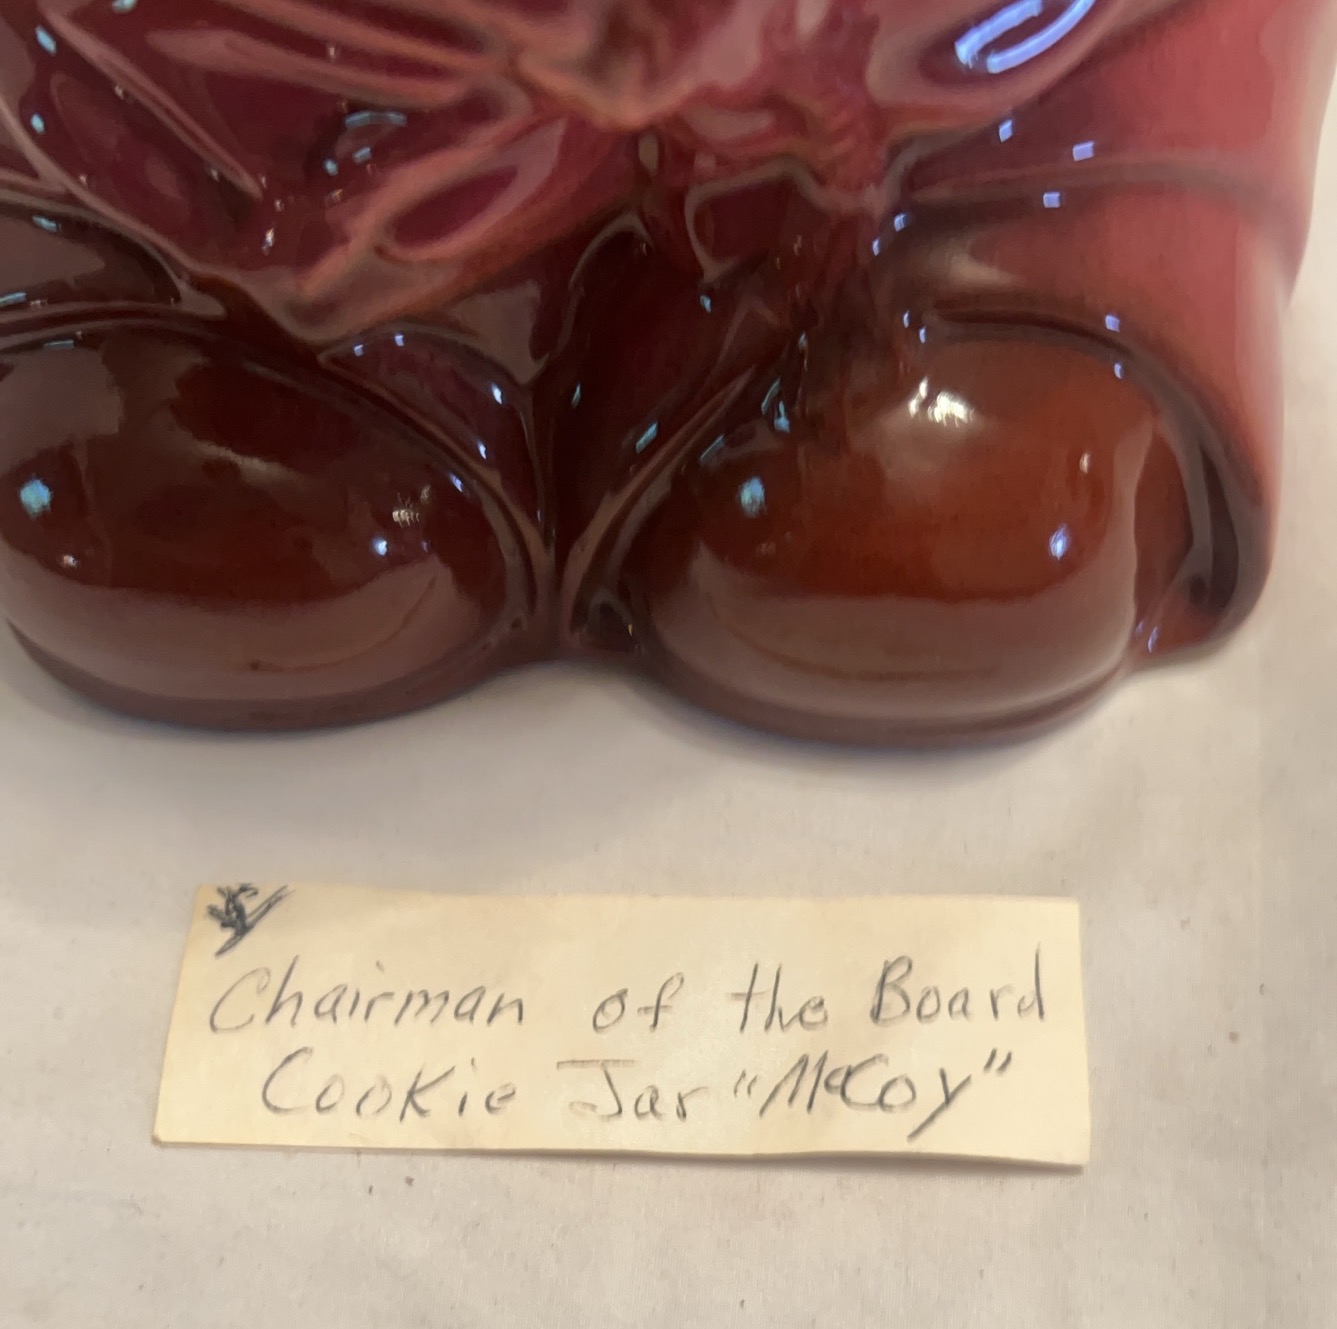 Chairman of the Board
Cookie Jar "McCoy"